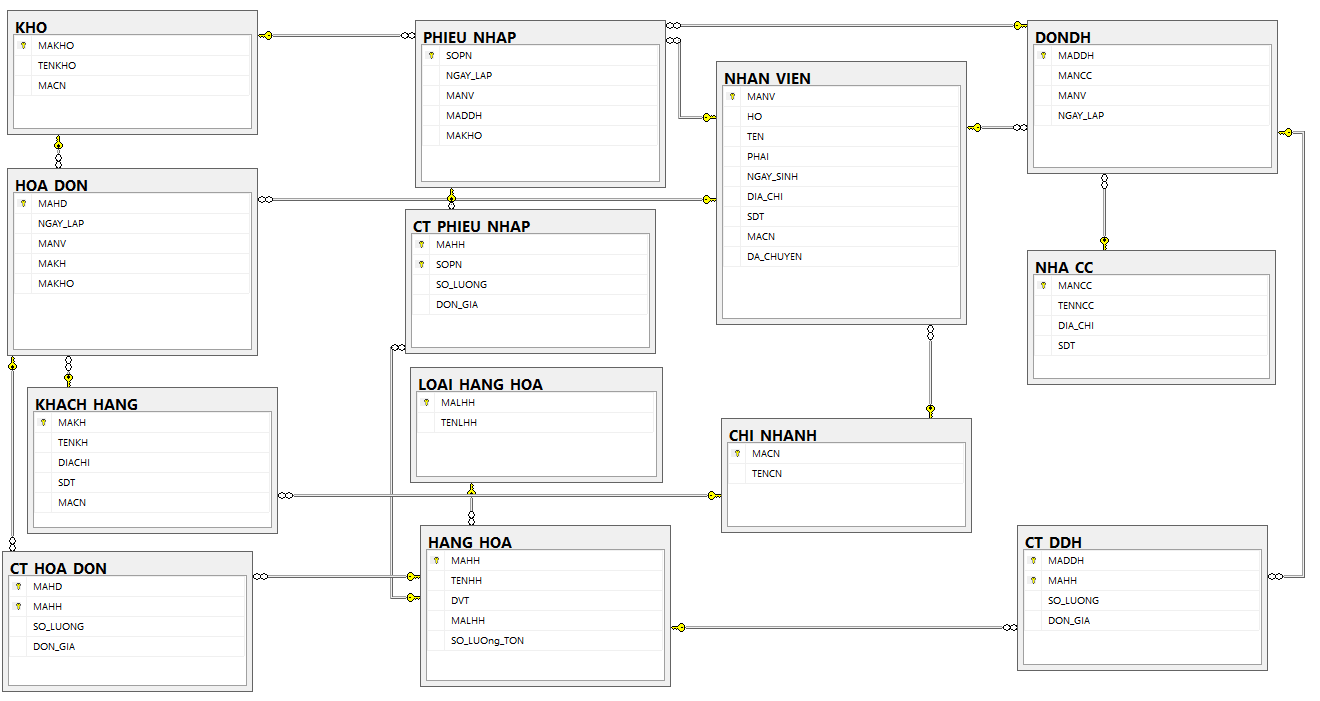 KHO
MAKHO
TENKHO
MACN
PHIEU NHAP
SOPN
NGAY_LAP
MANV
MADDH
MAKHO
DONDH
MADDH
MANCC
MANV
NGAY_LAP
NHAN VIEN
MANV
HO
TEN
PHAI
NGAY_SINH
DIA_CHI
SDT
MACN
DA_CHUYEN
HOA DON
MAHD
NGAY_LAP
MANV
MAKH
MAKHO
CT PHIEU NHAP
MAHH
SOPN
SO_LUONG
DON_GIA
NHA CC
MANCC
TENNCC
DIA_CHI
SDT
LOAI HANG HOA
MALHH
TENLHH
KHACH HANG
MAKH
TENKH
DIACHI
SDT
MACN
CHI NHANH
MACN
TENCN
HANG HOA
MAHH
TENHH
DVT
MALHH
SO_LUOng_TON
CT DDH
MADDH
MAHH
SO_LUONG
DON_GIA
CT HOA DON
MAHD
MAHH
SO_LUONG
DON_GIA